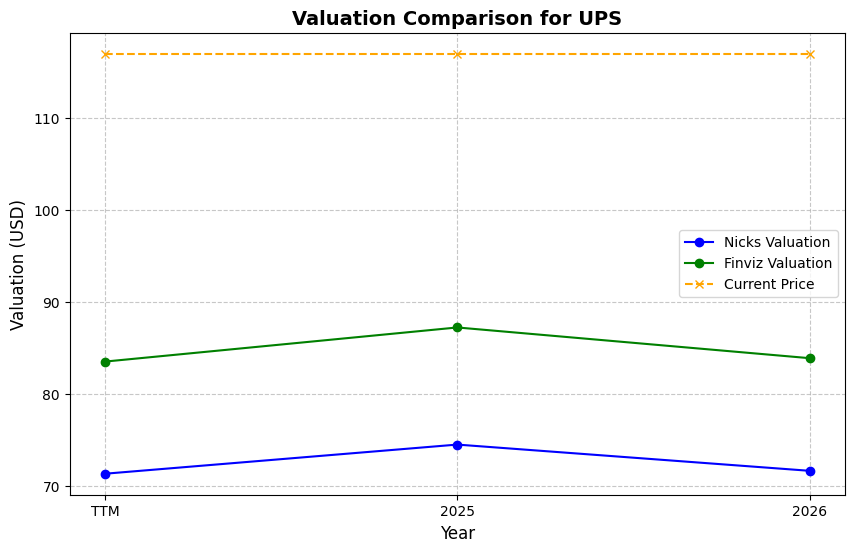 Valuation Comparison for UPS
Valuation (USD)
110
100
90
80
70
Nicks Valuation
Finviz Valuation
Current Price
TTM
2025
2026
Year